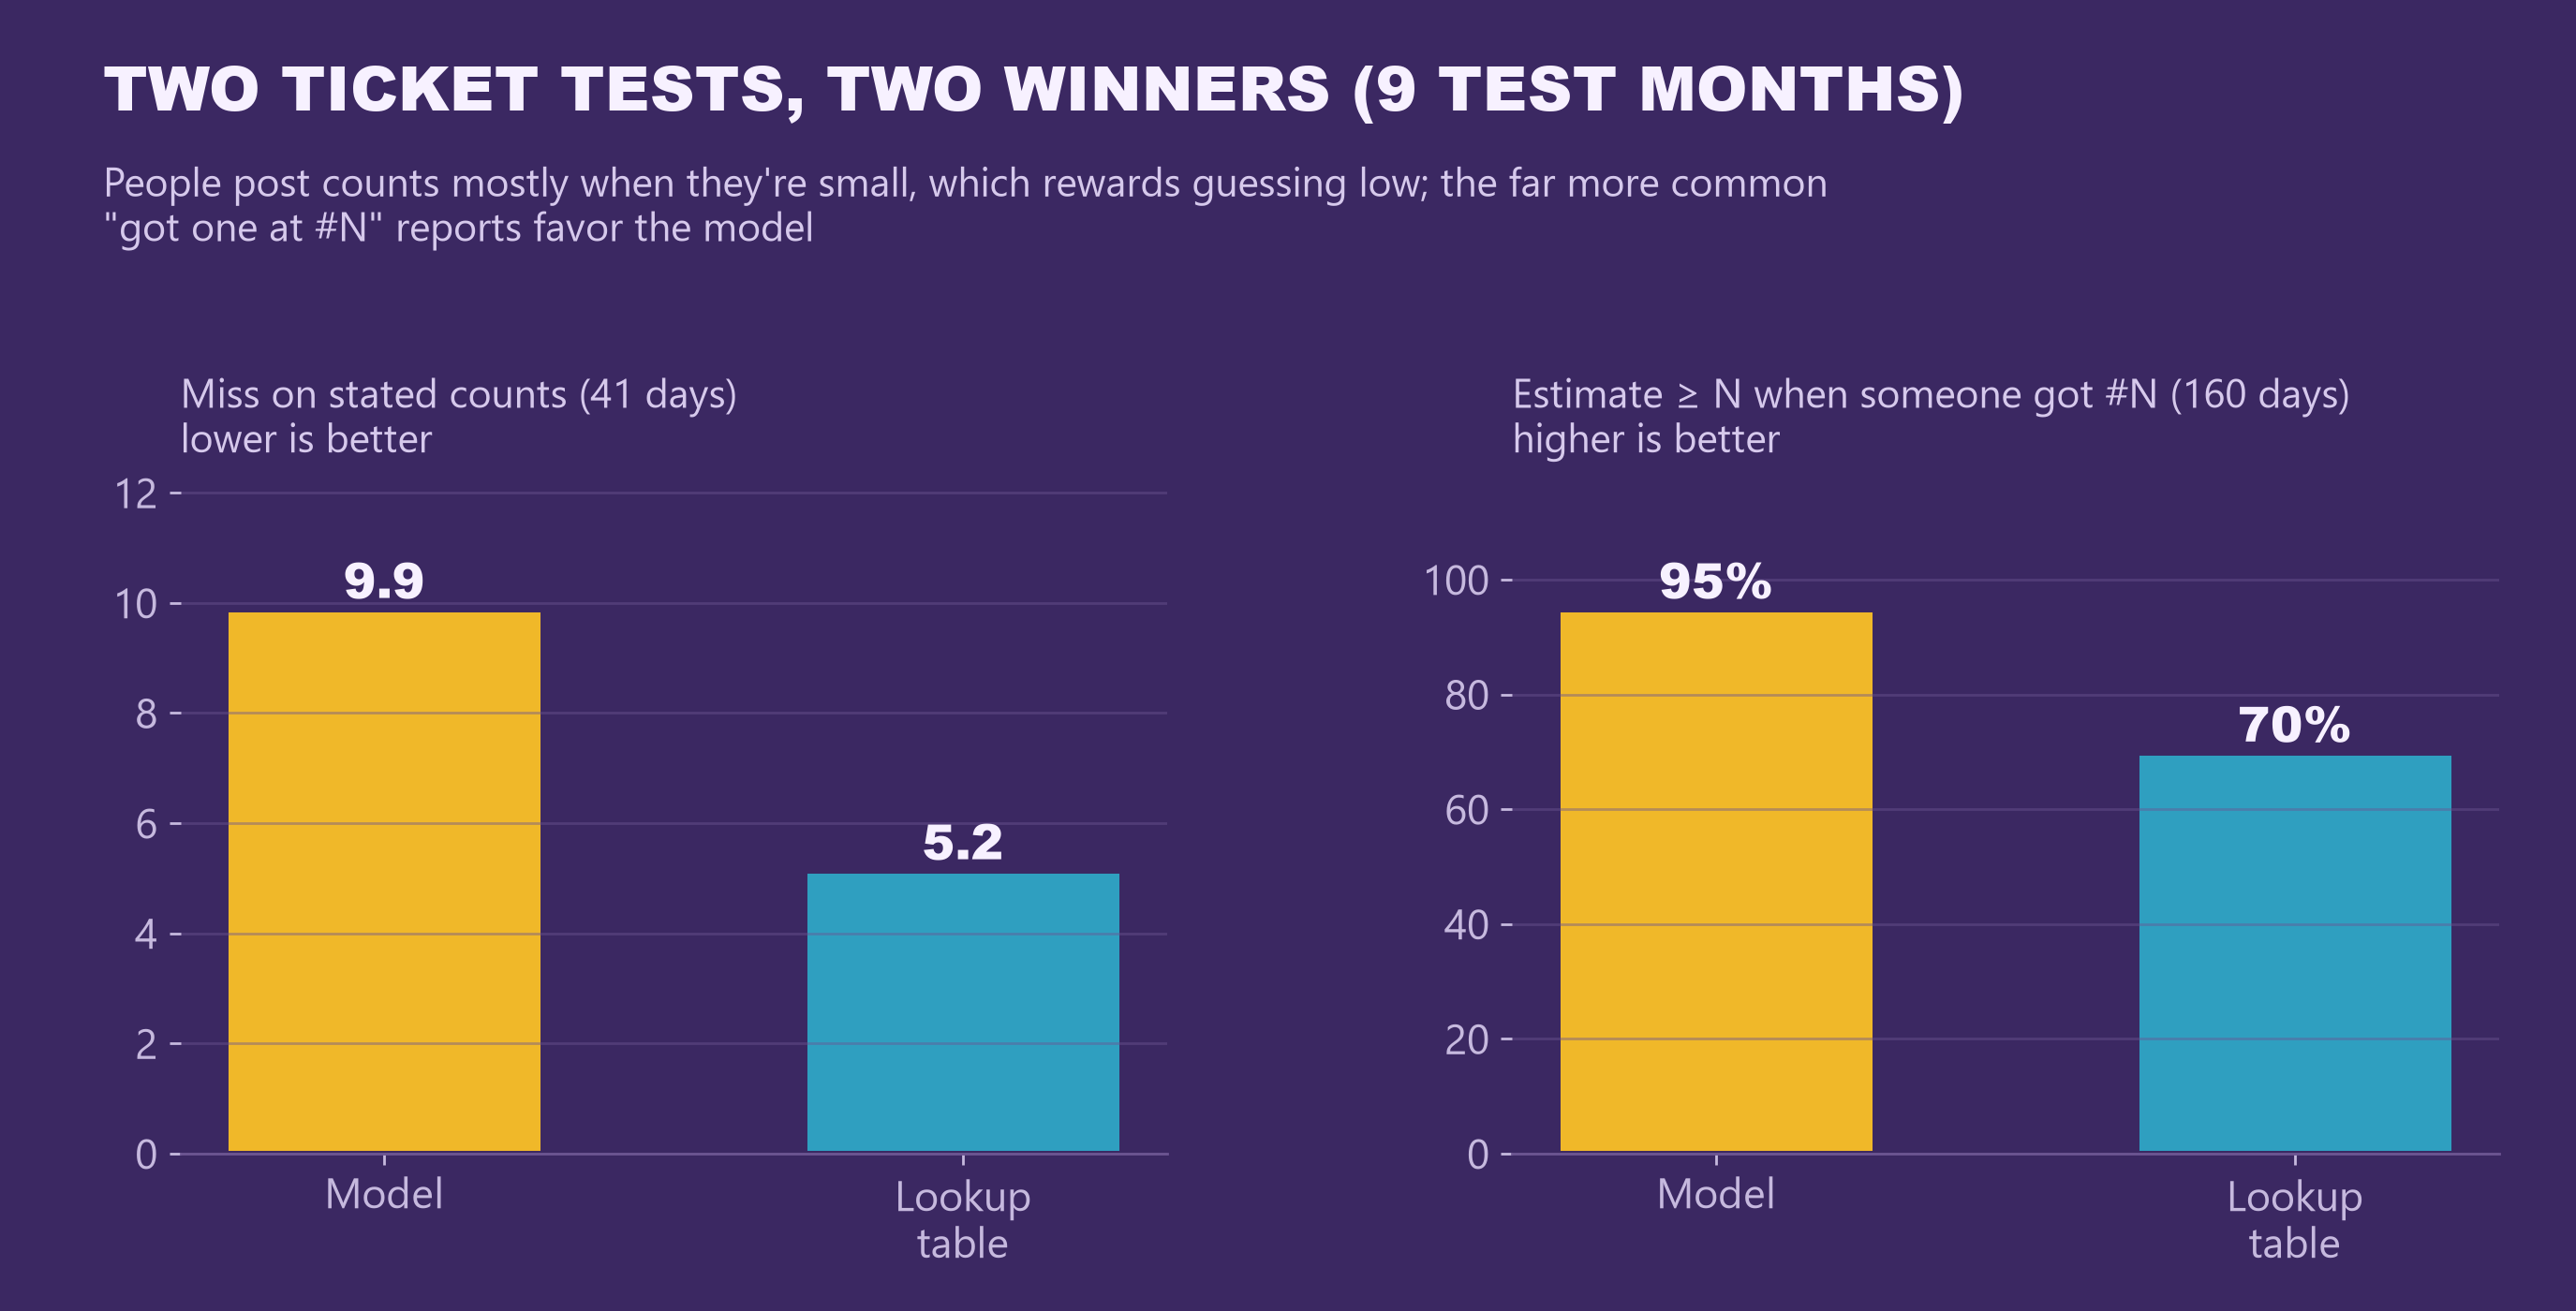 TWO TICKET TESTS, TWO WINNERS (9 TEST MONTHS)
People post counts mostly when they're small, which rewards guessing low; the far more common
"got one at #N" reports favor the model
Miss on stated counts (41 days)
lower is better
12
10
8
6
4
2
0
9.9
5.2
Model
Lookup
table
Estimate ≥ N when someone got #N (160 days)
higher is better
100
80
60
40
20
0
95%
70%
Model
Lookup
table